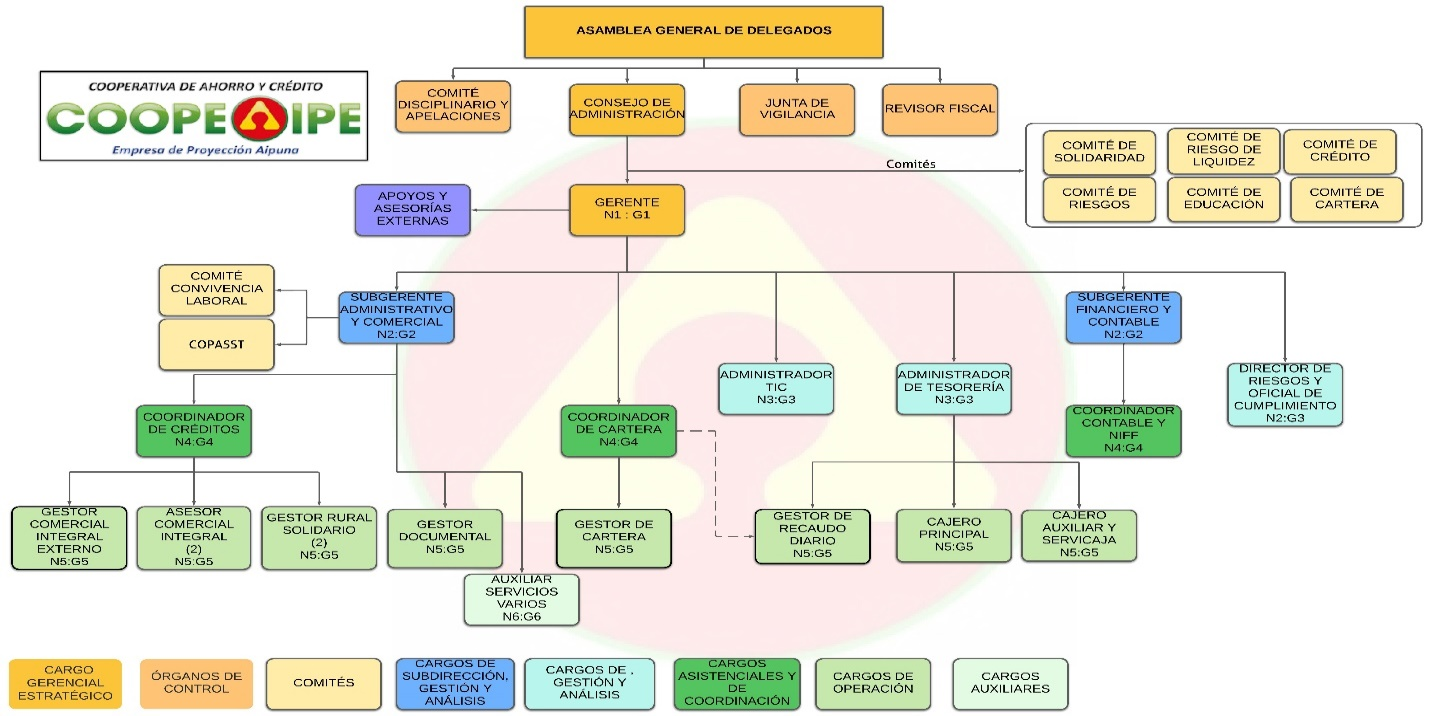 ASAMBLEA GENERAL DE DELEGADOS
COOPERATIVA DE AHORRO Y CRÉDITO
COOPEAIPE
Empresa de Proyección Aipuna
COMITÉ
DISCIPLINARIO Y
APELACIONES
CONSEJO DE
ADMINISTRACIÓN
JUNTA DE
VIGILANCIA
REVISOR FISCAL
Comités
COMITÉ DE
SOLIDARIDAD
COMITÉ DE
RIESGO DE
LIQUIDEZ
COMITÉ DE
CRÉDITO
COMITÉ DE
RIESGOS
COMITÉ DE
EDUCACIÓN
COMITÉ DE
CARTERA
APOYOS Y
ASESORÍAS
EXTERNAS
GERENTE
N1 : G1
COMITÉ
CONVIVENCIA
LABORAL
COPASST
SUBGERENTE
ADMINISTRATIVO
Y COMERCIAL
N2:G2
SUBGERENTE
FINANCIERO Y
CONTABLE
N2:G2
ADMINISTRADOR
TIC
N3:G3
ADMINISTRADOR
DE TESORERÍA
N3:G3
DIRECTOR DE
RIESGOS Y
OFICIAL DE
CUMPLIMIENTO
N2:G3
COORDINADOR
DE CRÉDITOS
N4:G4
COORDINADOR
DE CARTERA
N4:G4
COORDINADOR
CONTABLE Y
NIFF
N4:G4
GESTOR
COMERCIAL
INTEGRAL
EXTERNO
N5:G5
ASESOR
COMERCIAL
INTEGRAL
(2)
N5:G5
GESTOR RURAL
SOLIDARIO
(2)
N5:G5
GESTOR
DOCUMENTAL
N5:G5
GESTOR DE
CARTERA
N5:G5
GESTOR DE
RECAUDO
DIARIO
N5:G5
CAJERO
PRINCIPAL
N5:G5
CAJERO
AUXILIAR Y
SERVICAJA
N5:G5
AUXILIAR
SERVICIOS
VARIOS
N6:G6
CARGO
GERENCIAL
ESTRATÉGICO
ÓRGANOS DE
CONTROL
COMITÉS
CARGOS DE
SUBDIRECCIÓN,
GESTIÓN Y
ANÁLISIS
CARGOS DE ,
GESTIÓN Y
ANÁLISIS
CARGOS
ASISTENCIALES Y
DE
COORDINACIÓN
CARGOS DE
OPERACIÓN
CARGOS
AUXILIARES